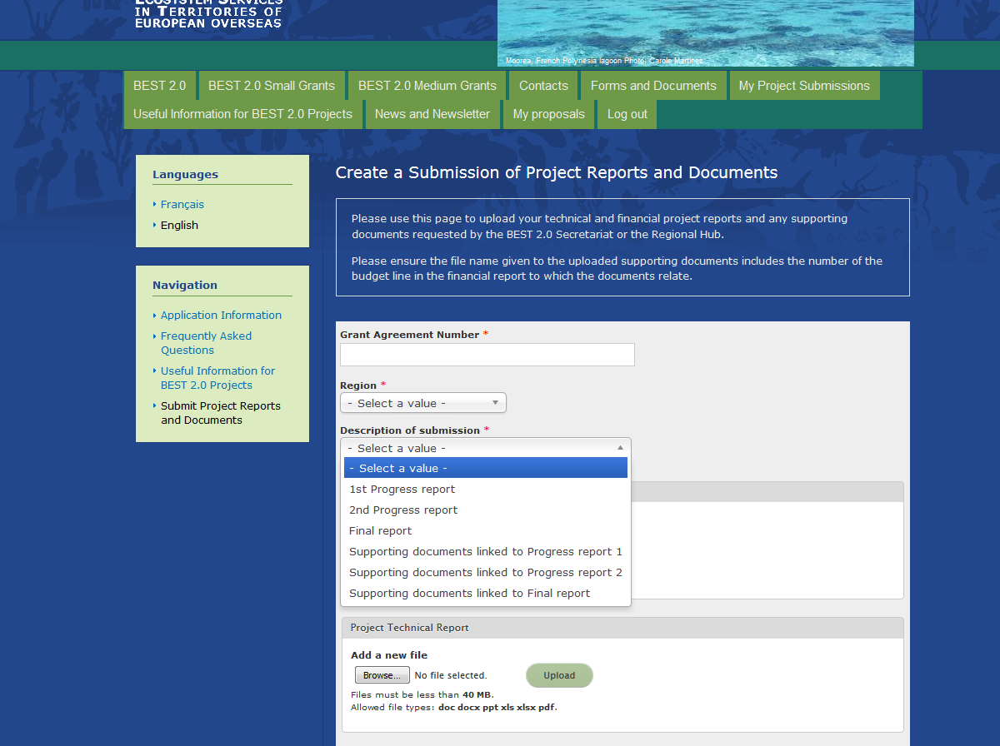 ECOSYSTEM SERVICES
IN TERRITORIES OF
EUROPEAN OVERSEAS
Moorea, French Polynesia lagoon Photo: Carole Martinez
BEST 2.0
BEST 2.0 Small Grants
BEST 2.0 Medium Grants
Contacts
Forms and Documents
My Project Submissions
Useful Information for BEST 2.0 Projects
News and Newsletter
My proposals
Log out
Languages
Français
English
Navigation
Application Information
Frequently Asked
Questions
Useful Information for
BEST 2.0 Projects
Submit Project Reports
and Documents
Create a Submission of Project Reports and Documents
Please use this page to upload your technical and financial project reports and any supporting
documents requested by the BEST 2.0 Secretariat or the Regional Hub.
Please ensure the file name given to the uploaded supporting documents includes the number of the
budget line in the financial report to which the documents relate.
Grant Agreement Number *
Region *
- Select a value -
Description of submission *
- Select a value -
- Select a value -
1st Progress report
2nd Progress report
Final report
Supporting documents linked to Progress report 1
Supporting documents linked to Progress report 2
Supporting documents linked to Final report
Project Technical Report
Add a new file
Browse... No file selected. Upload
Files must be less than 40 MB.
Allowed file types: doc docx ppt xls xlsx pdf.